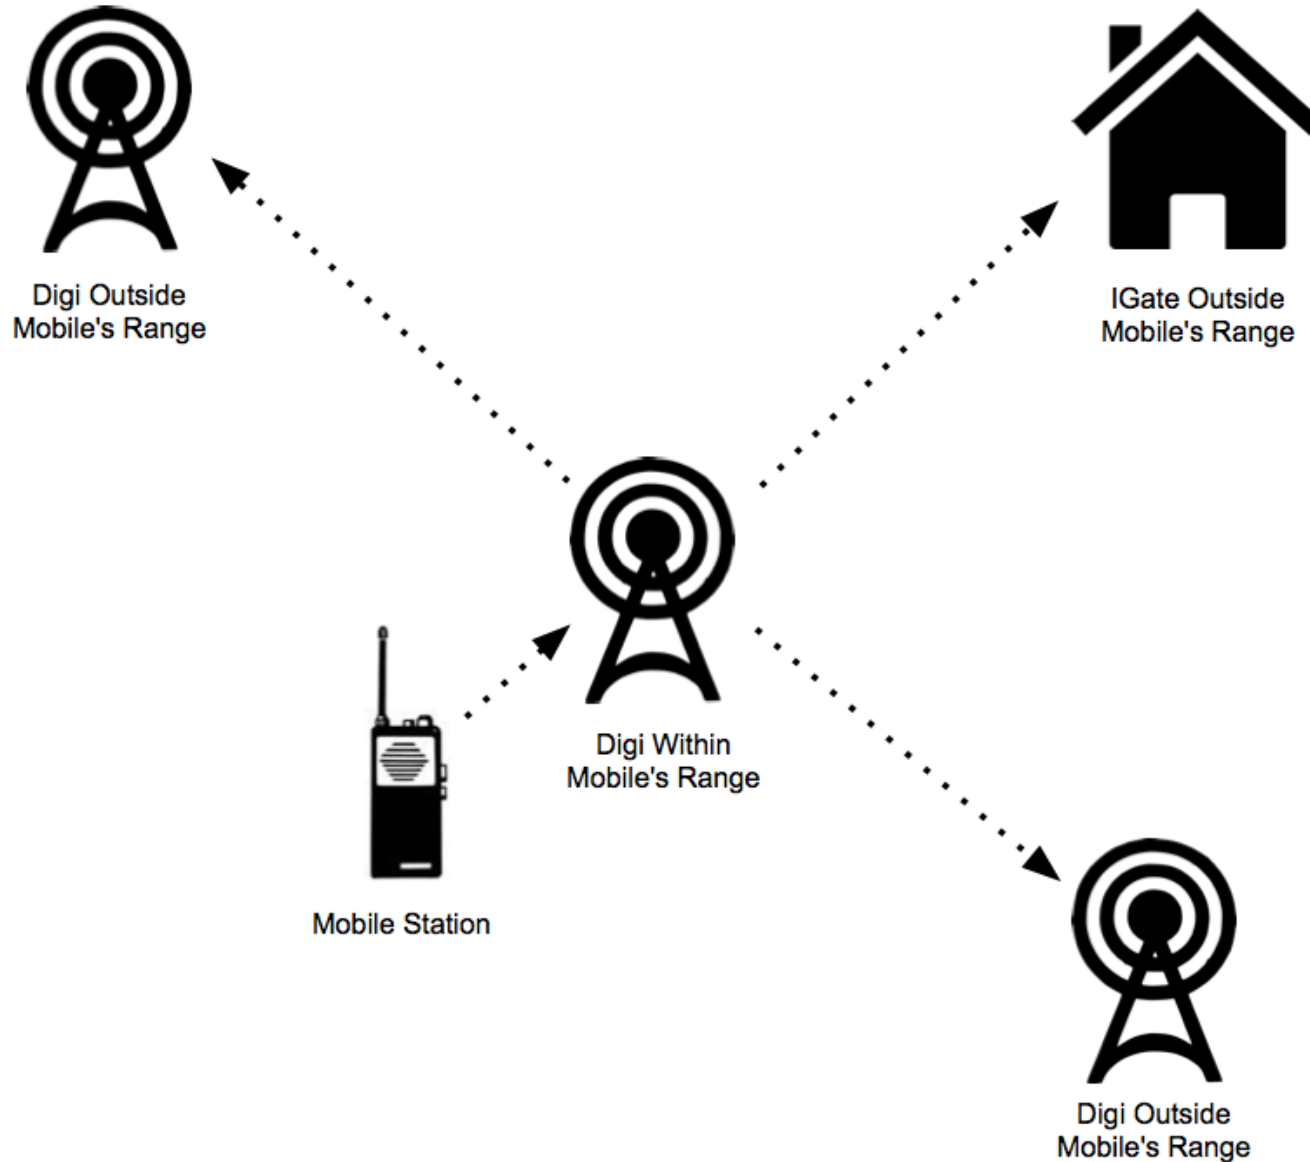 Digi Outside
Mobile's Range
IGate Outside
Mobile's Range
Digi Within
Mobile's Range
Mobile Station
Digi Outside
Mobile's Range